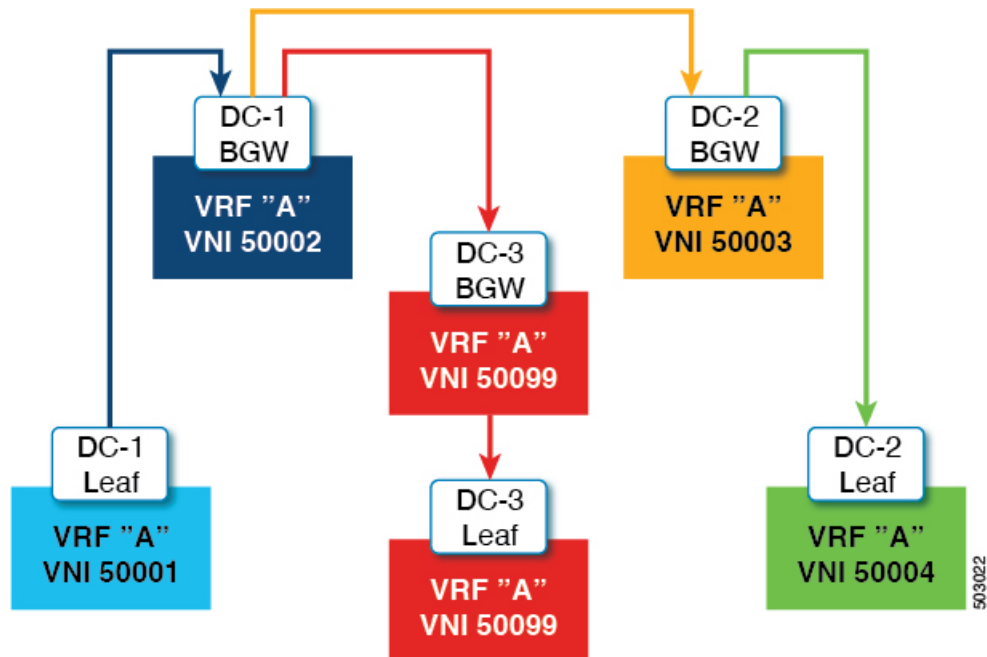 DC-1
BGW
VRF ”A”
VNI 50002
DC-2
BGW
VRF ”A”
VNI 50003
DC-3
BGW
VRF ”A”
VNI 50099
DC-1
Leaf
VRF ”A”
VNI 50001
DC-3
Leaf
VRF ”A”
VNI 50099
DC-2
Leaf
VRF ”A”
VNI 50004
503022